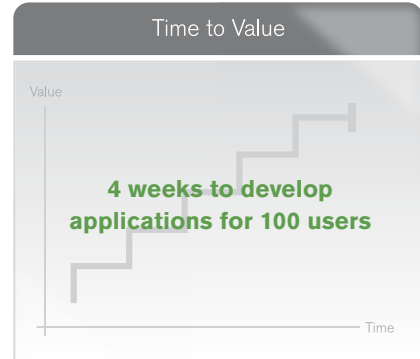 Time to Value
Value
4 weeks to develop
applications for 100 users
Time